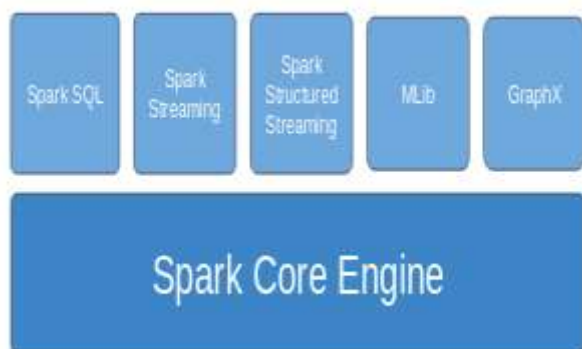 Spark SQL
Spark
Streaming
Spark
Structured
Streaming
MLib
GraphX
Spark Core Engine